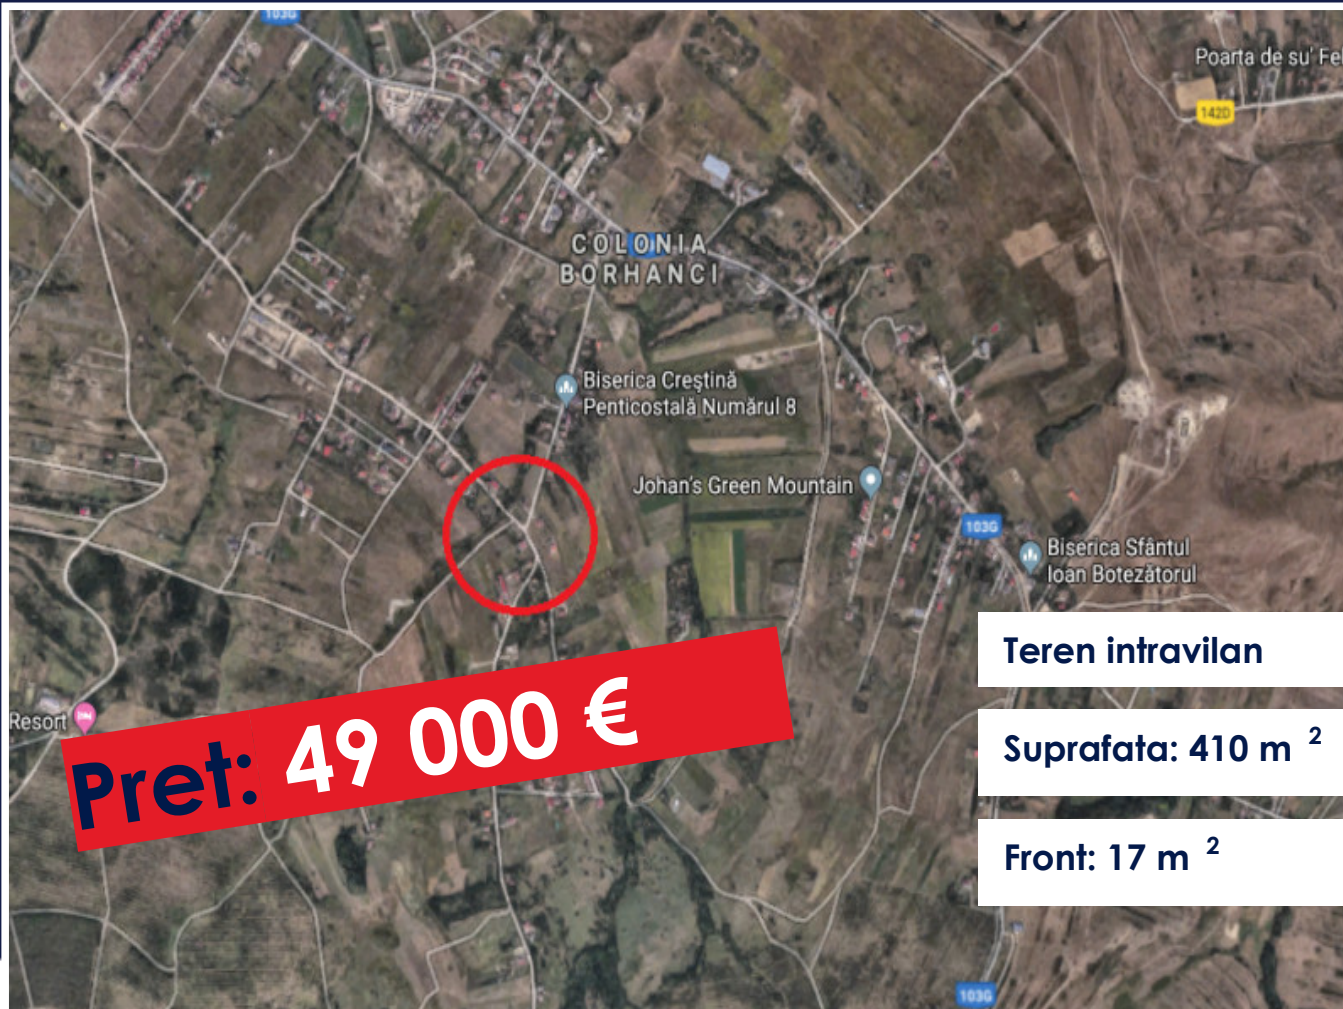 103G
Poarta de su' Fel
142D
COLONIA
BORHANCI
Biserica Creştină
Penticostală Numărul 8
Johan's Green Mountain
103G
Biserica Sfântul
Ioan Botezătorul
Teren intravilan
Resort
Pret: 49 000 €
Suprafata: 410 m ²
Front: 17 m ²
103G